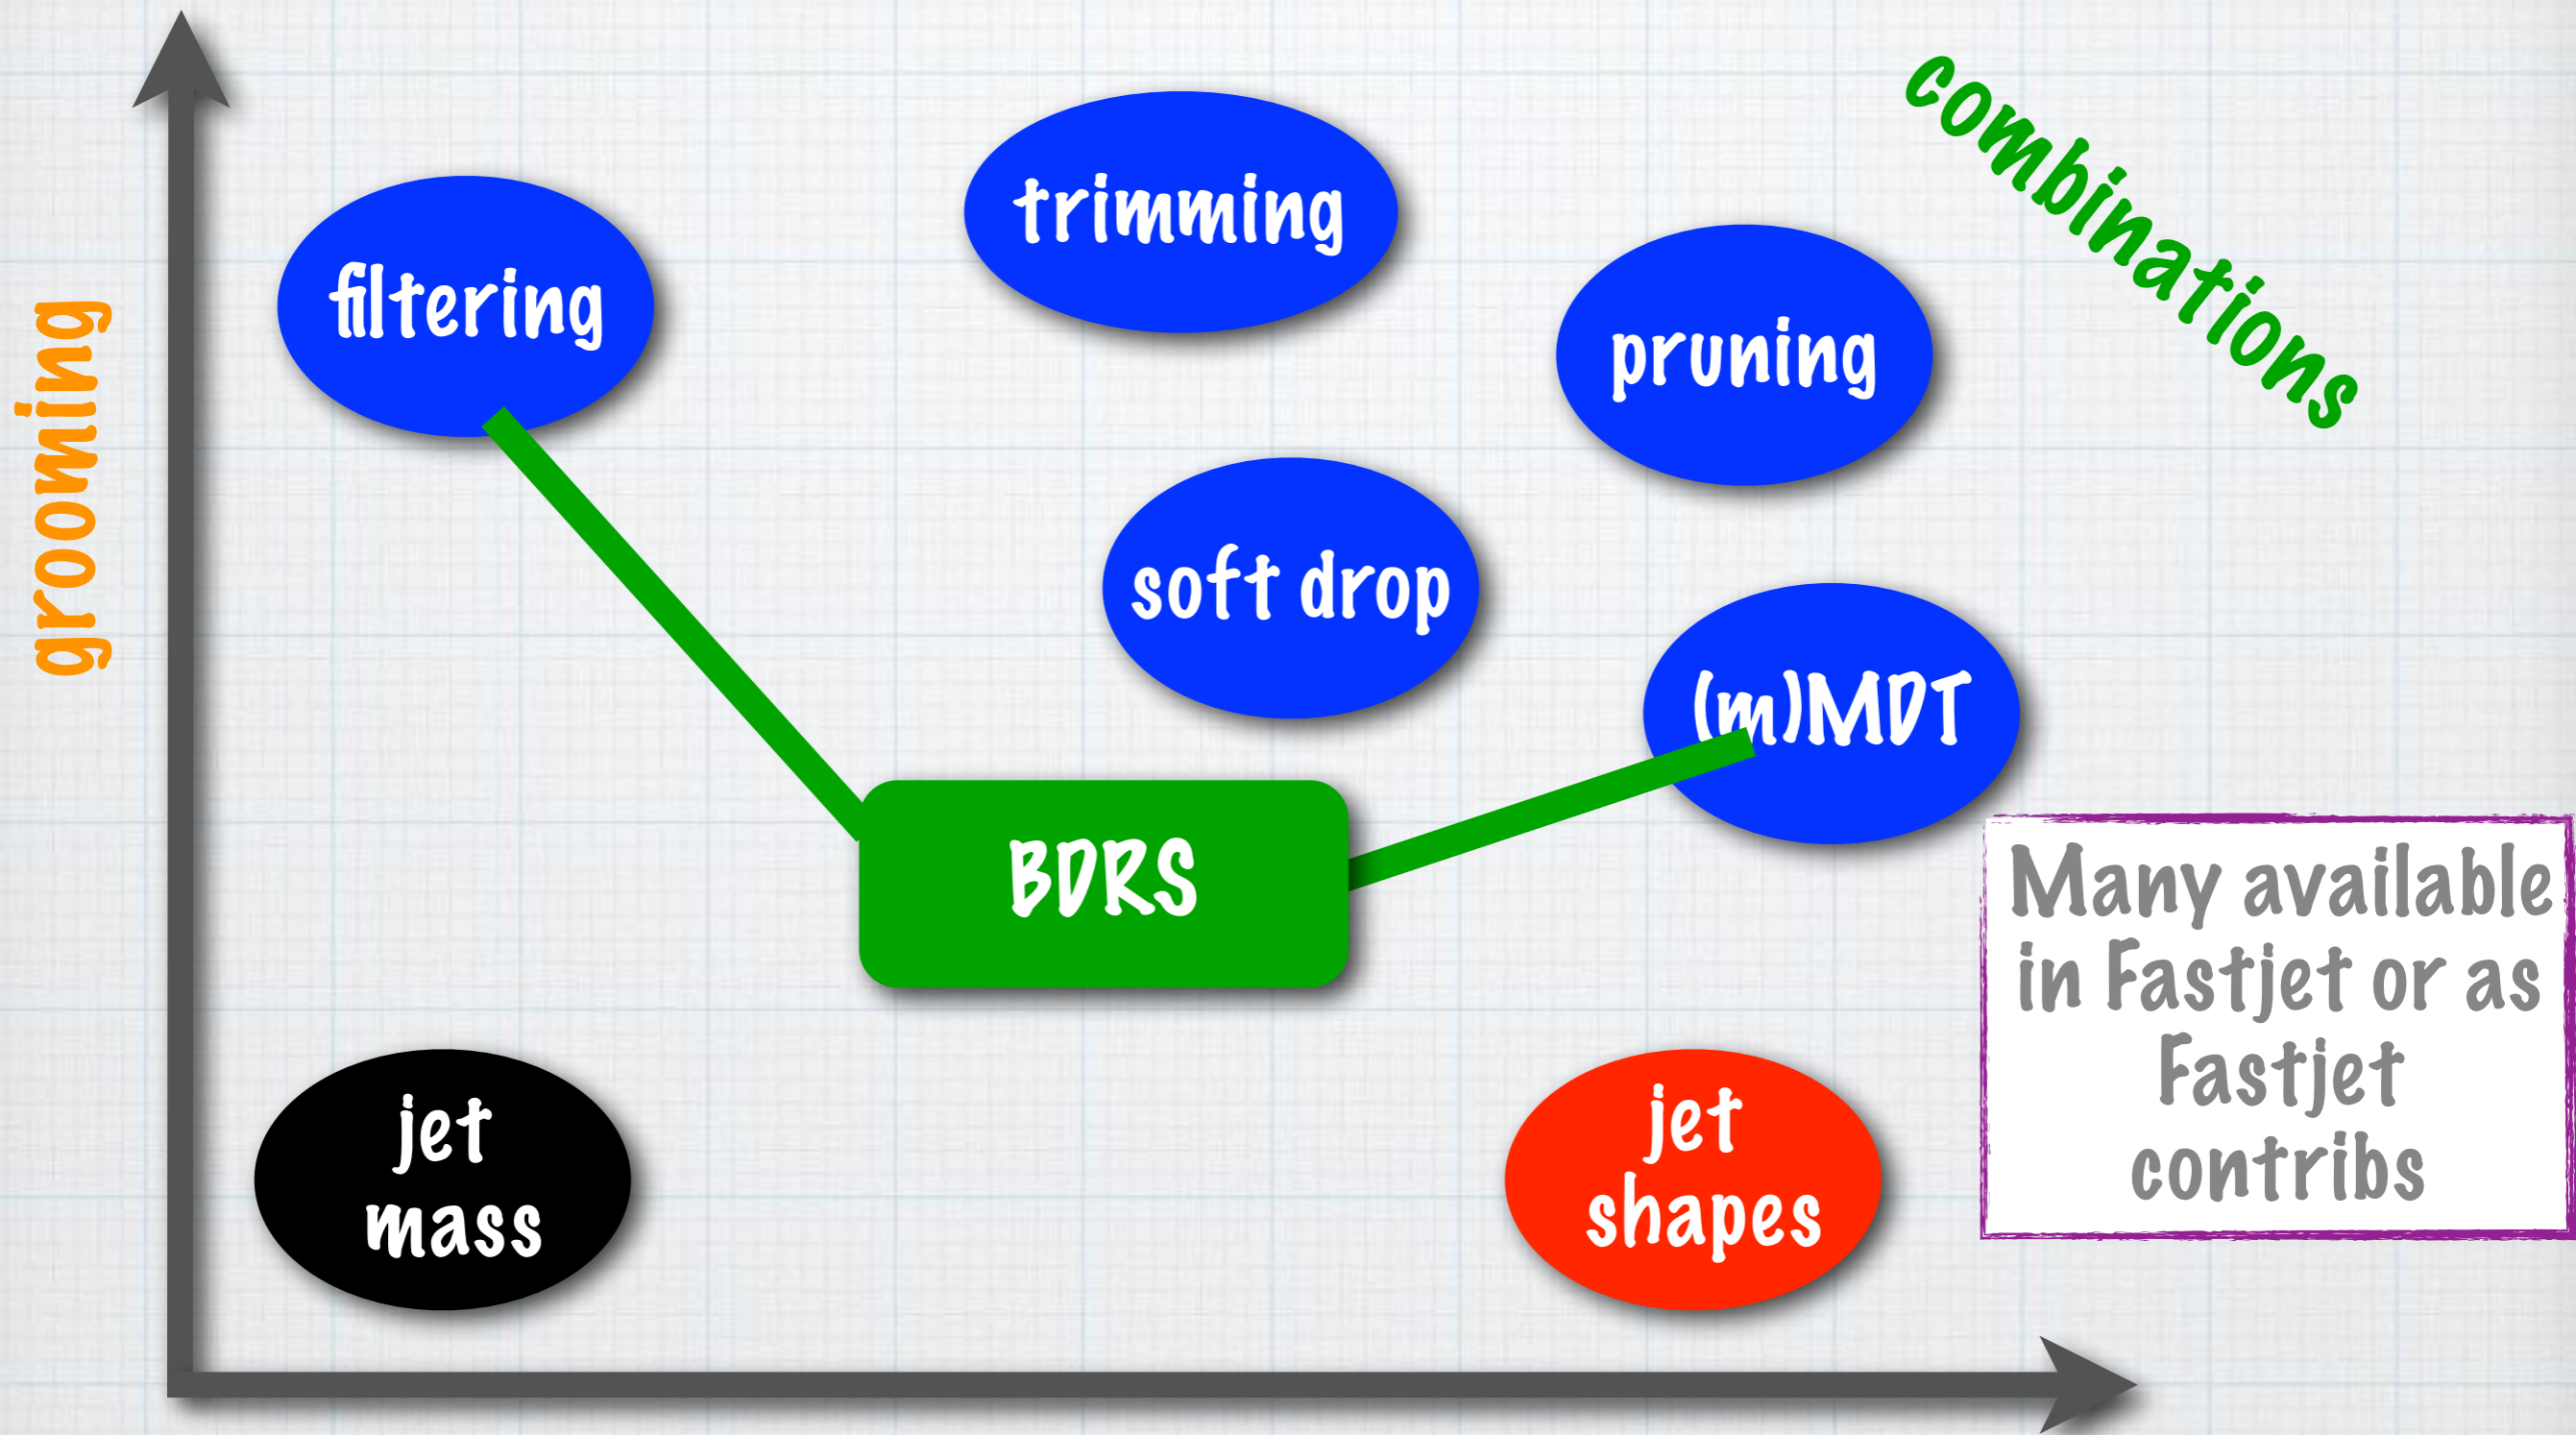 combinations
trimming
filtering
pruning
grooming
soft drop
(m)MDT
BDRS
Many available
in Fastjet or as
Fastjet
contribs
jet
mass
jet
shapes